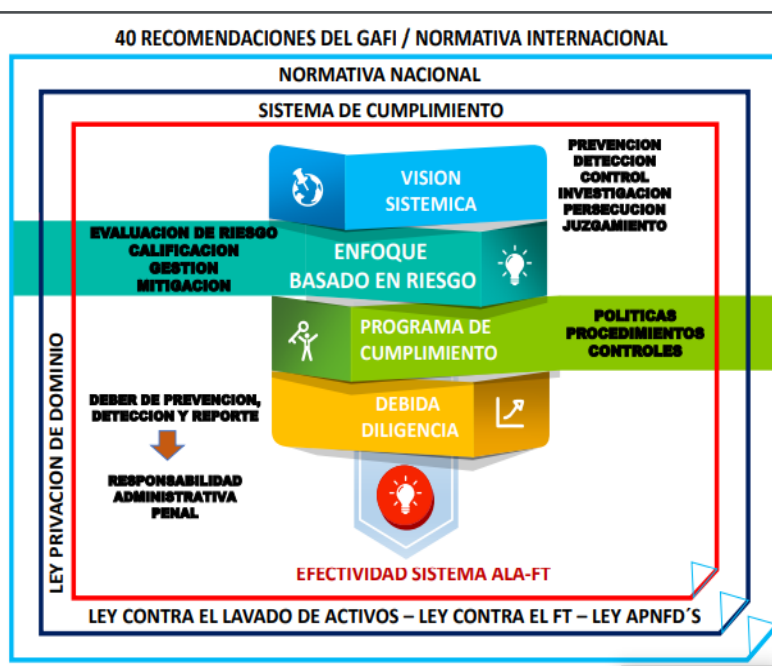 40 RECOMENDACIONES DEL GAFI / NORMATIVA INTERNACIONAL
NORMATIVA NACIONAL
SISTEMA DE CUMPLIMIENTO
VISION
SISTEMICA
PREVENCION
DETECCION
CONTROL
INVESTIGACION
PERSECUCION
JUZGAMIENTO
EVALUACION DE RIESGO
CALIFICACION
GESTION
MITIGACION
ENFOQUE
BASADO EN RIESGO
PROGRAMA DE
CUMPLIMIENTO
POLITICAS
PROCEDIMIENTOS
CONTROLES
DEBER DE PREVENCION,
DETECCION Y REPORTE
RESPONSABILIDAD
ADMINISTRATIVA
PENAL
DEBIDA
DILIGENCIA
LEY PRIVACION DE DOMINIO
EFECTIVIDAD SISTEMA ALA-FT
LEY CONTRA EL LAVADO DE ACTIVOS – LEY CONTRA EL FT – LEY APNFD´S